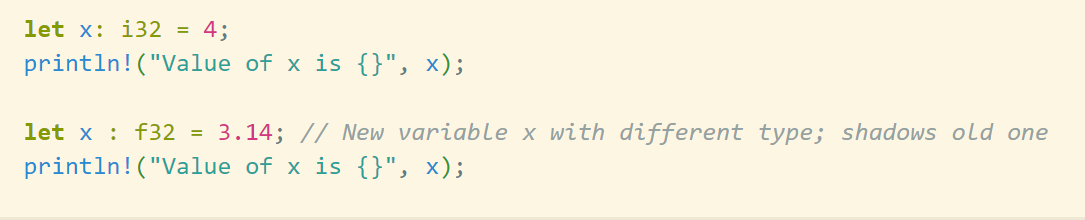 let x: i32 = 4;
println!("Value of x is {}", x);
let x : f32 = 3.14; // New variable x with different type; shadows old one
println!("Value of x is {}", x);